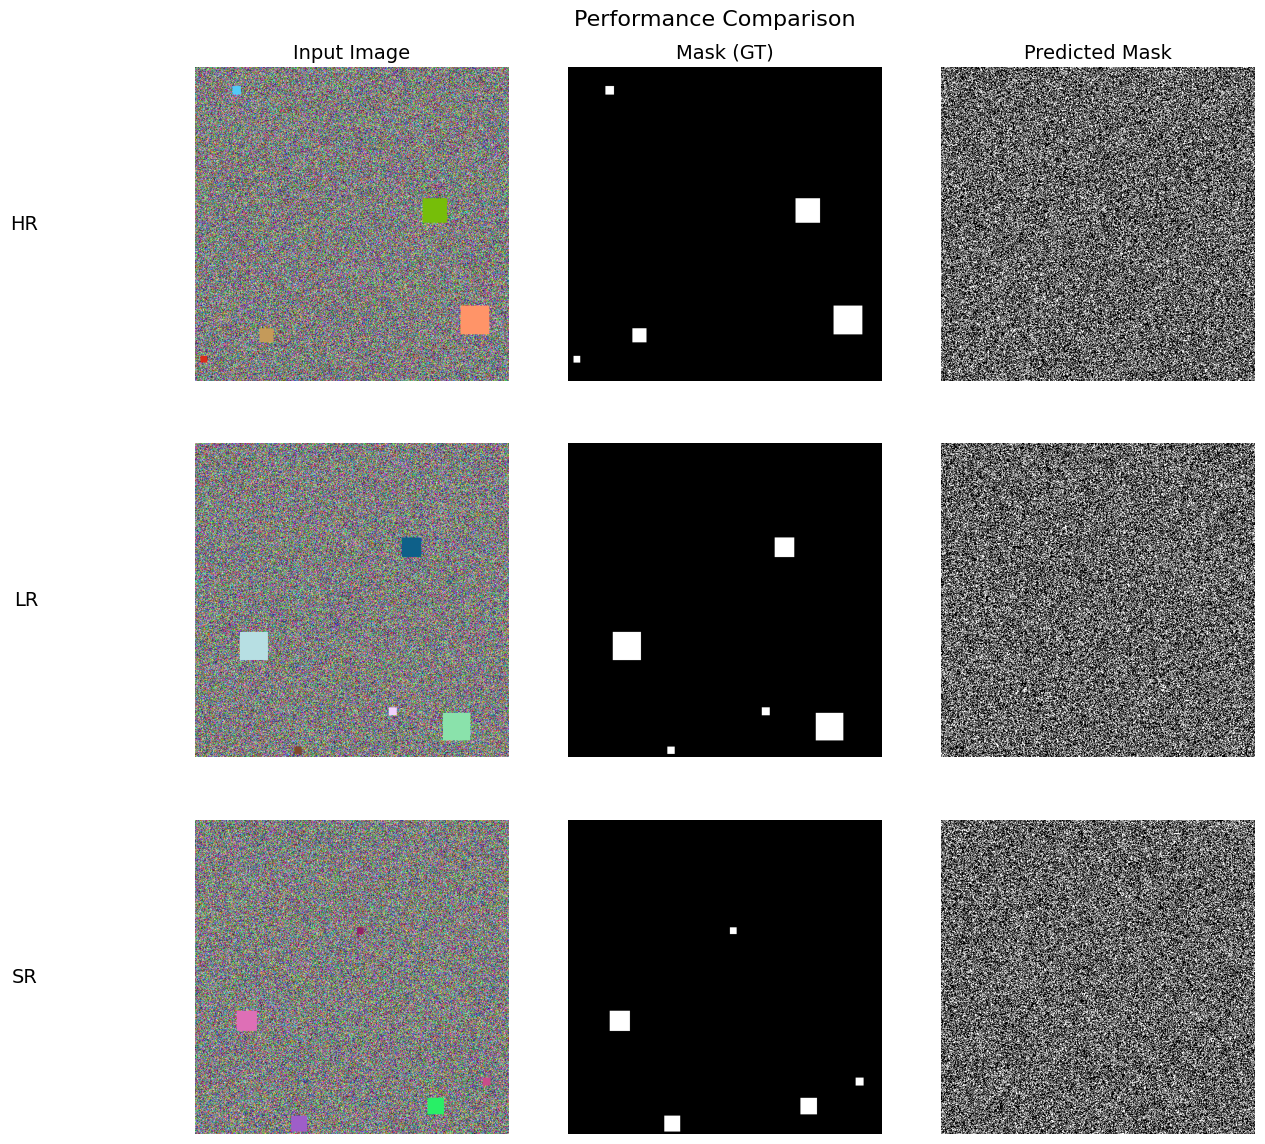 Performance Comparison
Input Image
Mask (GT)
Predicted Mask
HR
LR
SR